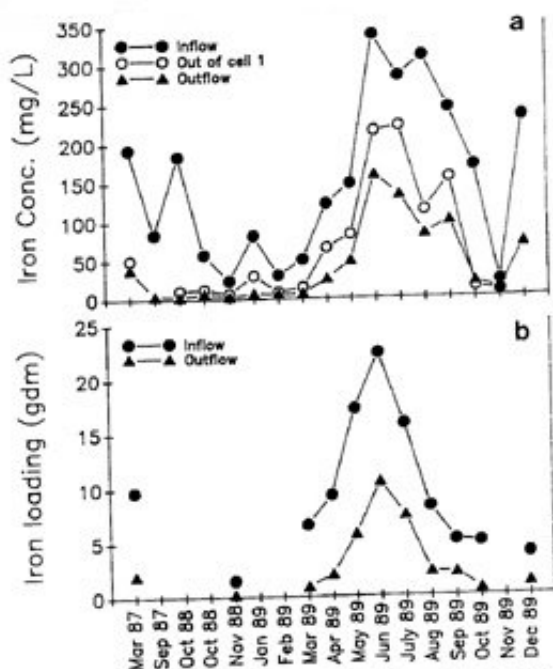 a
350
300
250
200
150
100
50
0
Iron Conc. (mg/L)
Inflow
Out of cell 1
Outflow
b
25
20
15
10
5
0
Iron loading (gdm)
Inflow
Outflow
Mar 87
Sep 87
Oct 88
Oct 88
Nov 88
Jan 89
Feb 89
Mar 89
Apr 89
May 89
Jun 89
July 89
Aug 89
Sep 89
Oct 89
Nov 89
Dec 89